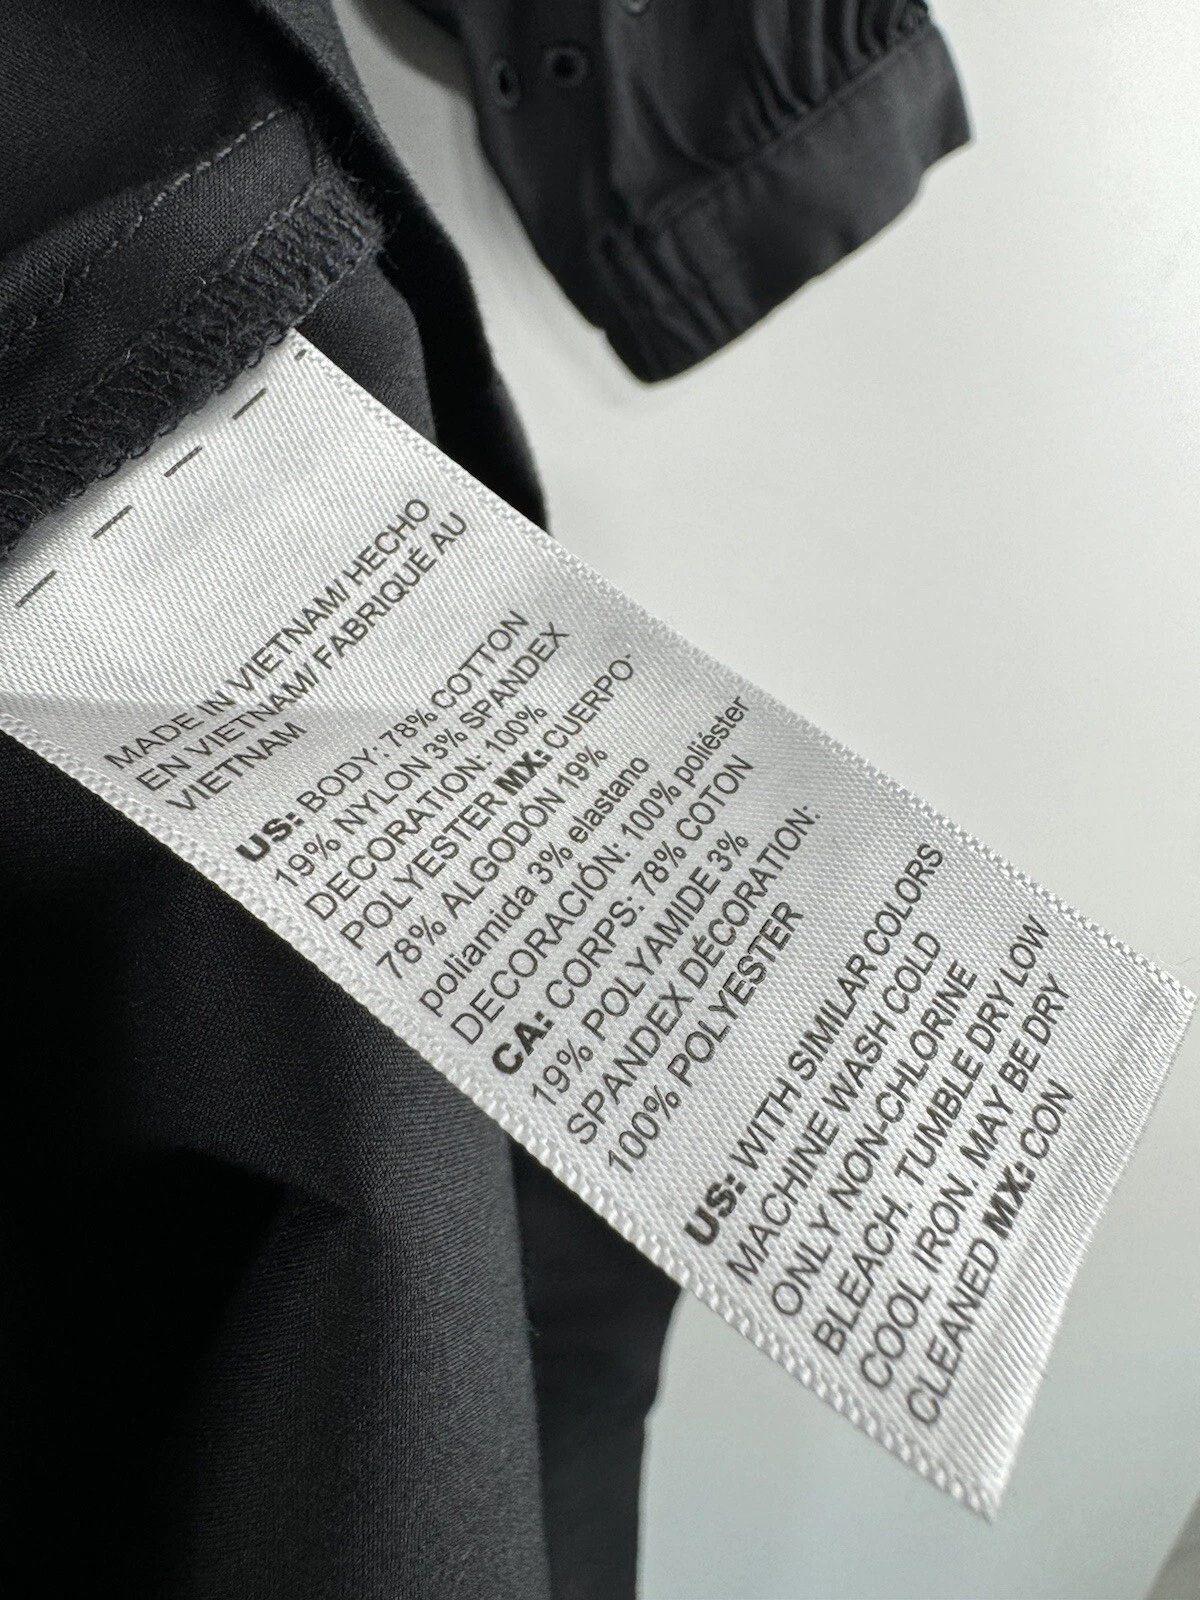 MADE IN VIETNAM/ HECHO
EN VIETNAM/ FABRIQUÉ AU
VIETNAM
US: BODY: 78% COTTON
19% NYLON 3% SPANDEX
DECORATION: 100%
POLYESTER MX: CUERPO:
78% ALGODÓN 19%
poliamida 3% elastano
DECORACIÓN: 100% poliéster
CA: CORPS: 78% COTON
19% POLYAMIDE 3%
SPANDEX DÉCORATION:
100% POLYESTER
US: WITH SIMILAR COLORS
MACHINE WASH COLD
ONLY NON-CHLORINE
BLEACH. TUMBLE DRY LOW
COOL IRON. MAY BE DRY
CLEANED MX: CON